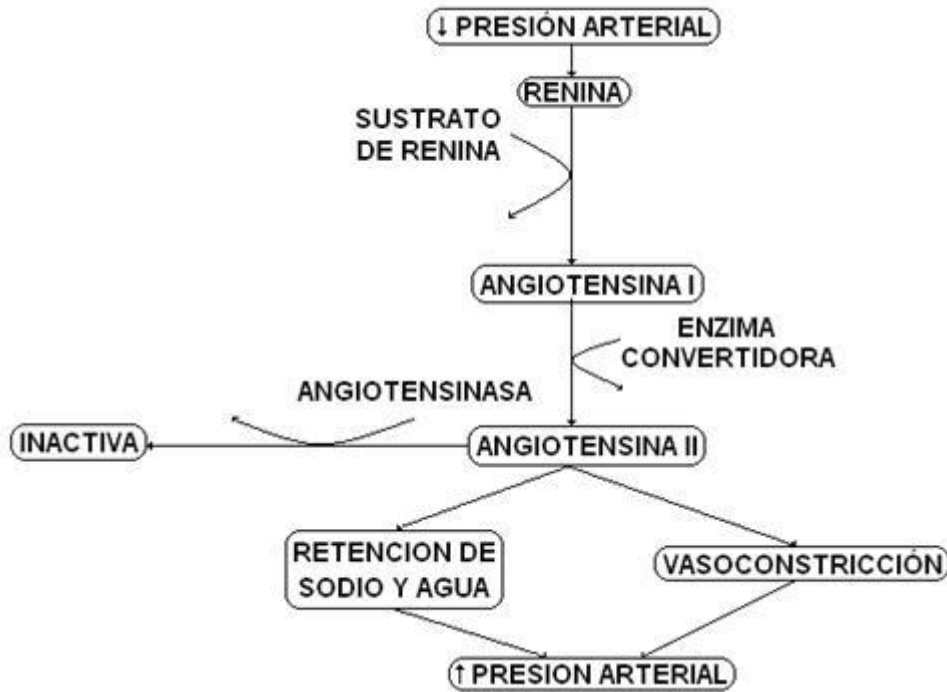 ↓ PRESIÓN ARTERIAL
RENINA
SUSTRATO
DE RENINA
ANGIOTENSINA I
ENZIMA
CONVERTIDORA
ANGIOTENSINASA
INACTIVA
ANGIOTENSINA II
RETENCION DE
SODIO Y AGUA
VASOCONSTRICCIÓN
↑ PRESION ARTERIAL